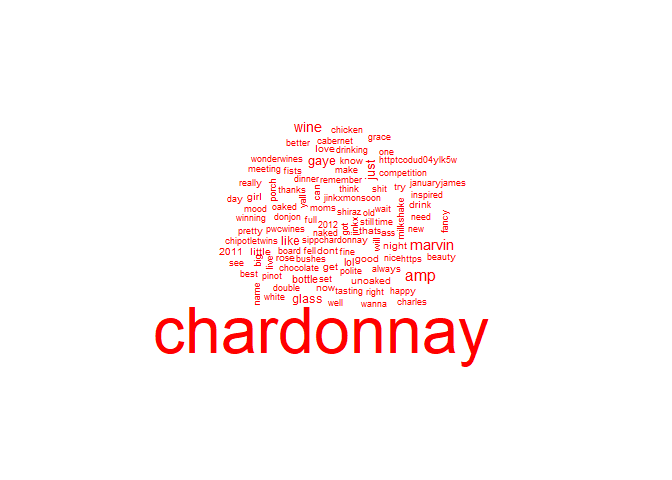 wine
chicken
grace
better
cabernet
love
drinking
one
wonderwines
gaye
know
just
httptcodud04ylk5w
meeting
fists
make
competition
dinner
remember
really
porch
thanks
yall
can
think
shit
try
januaryjames
day
girl
jinkxmonsoon
milkshake
inspired
mood
oaked
moms
shiraz
old
wait
drink
winning
donjon
full
2012
got
jinkx
still
time
need
fancy
pretty
pwcwines
naked
thats
ass
new
chipotletwins
like
sippchardonnay
will
night
marvin
2011
little
board
fell
dont
fine
see
big
live
rose
bushes
lol
good
nice
https
beauty
best
pinot
chocolate
get
polite
always
amp
name
bottle
set
unoaked
double
now
tasting
right
happy
white
glass
well
wanna
charles
chardonnay